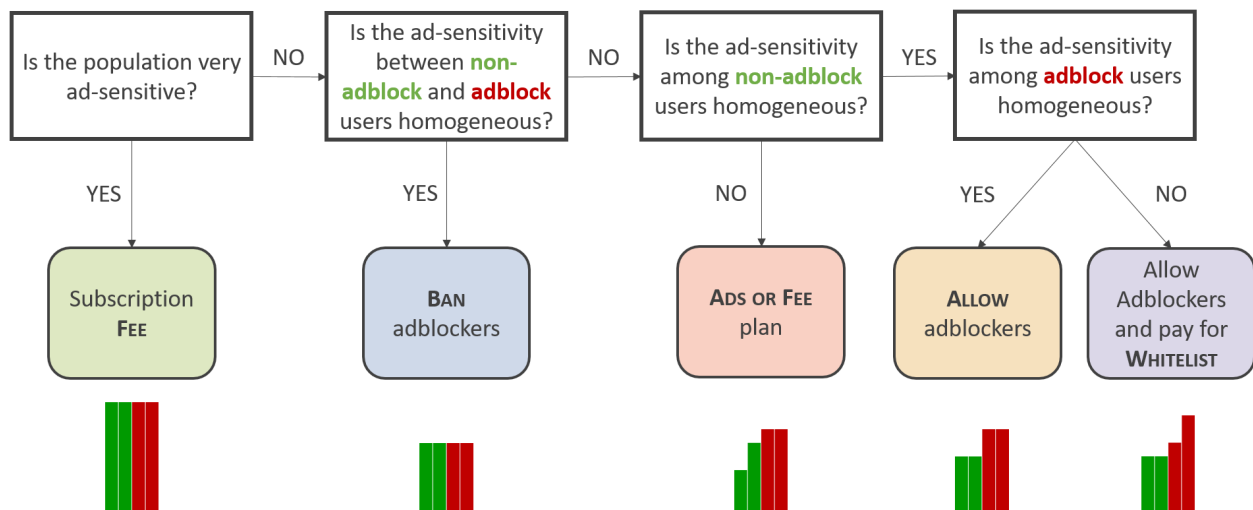 Is the population very
ad-sensitive?
NO
Is the ad-sensitivity
between non-
adblock and adblock
users homogeneous?
NO
Is the ad-sensitivity
among non-adblock
users homogeneous?
YES
Is the ad-sensitivity
among adblock users
homogeneous?
YES
YES
NO
YES
NO
Subscription
FEE
BAN
adblockers
ADS OR FEE
plan
ALLOW
adblockers
Allow
Adblockers
and pay for
WHITELIST